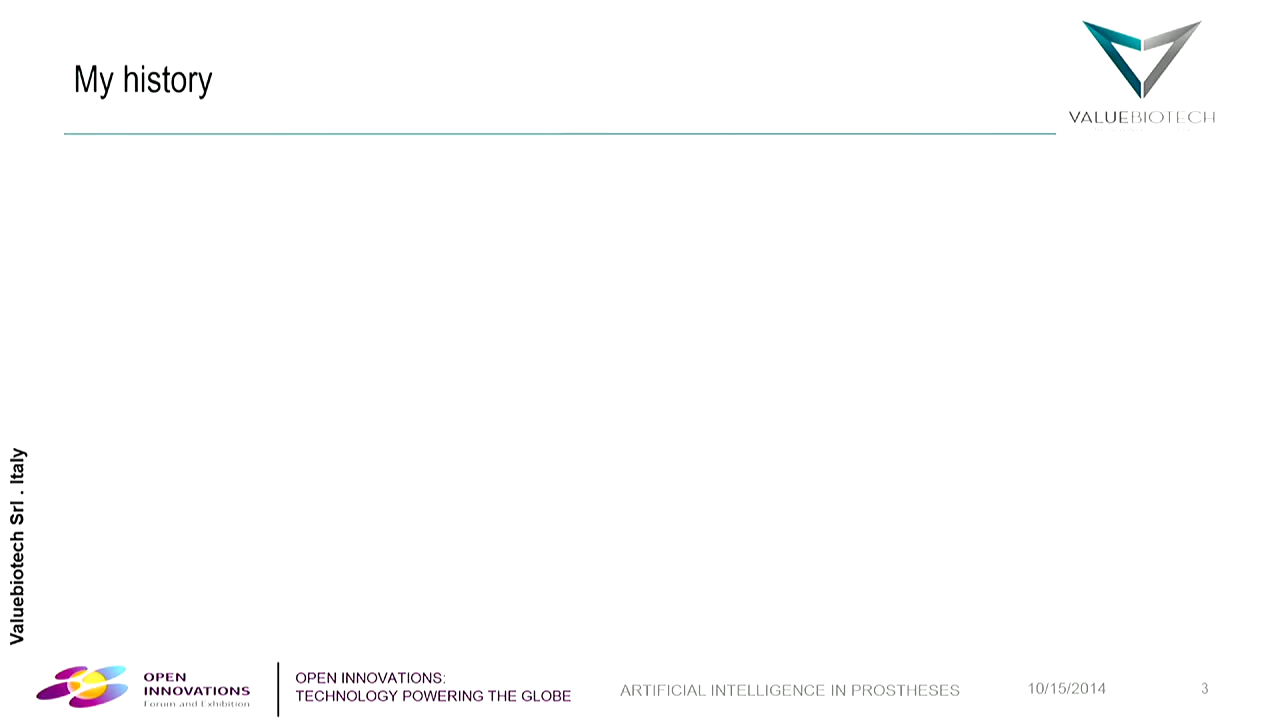 My history
VALUEBIOTECH
Valuebiotech Srl . Italy
OPEN
INNOVATIONS
Forum and Exhibition
OPEN INNOVATIONS:
TECHNOLOGY POWERING THE GLOBE
ARTIFICIAL INTELLIGENCE IN PROSTHESES
10/15/2014
3